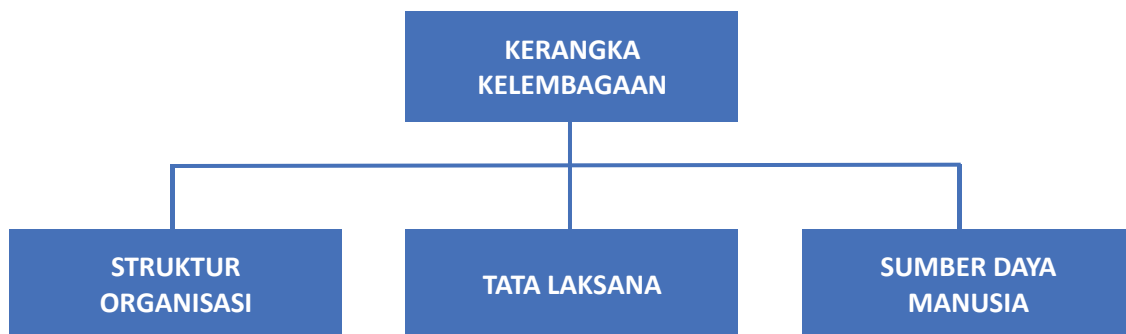 KERANGKA
KELEMBAGAAN
STRUKTUR
ORGANISASI
TATA LAKSANA
SUMBER DAYA
MANUSIA